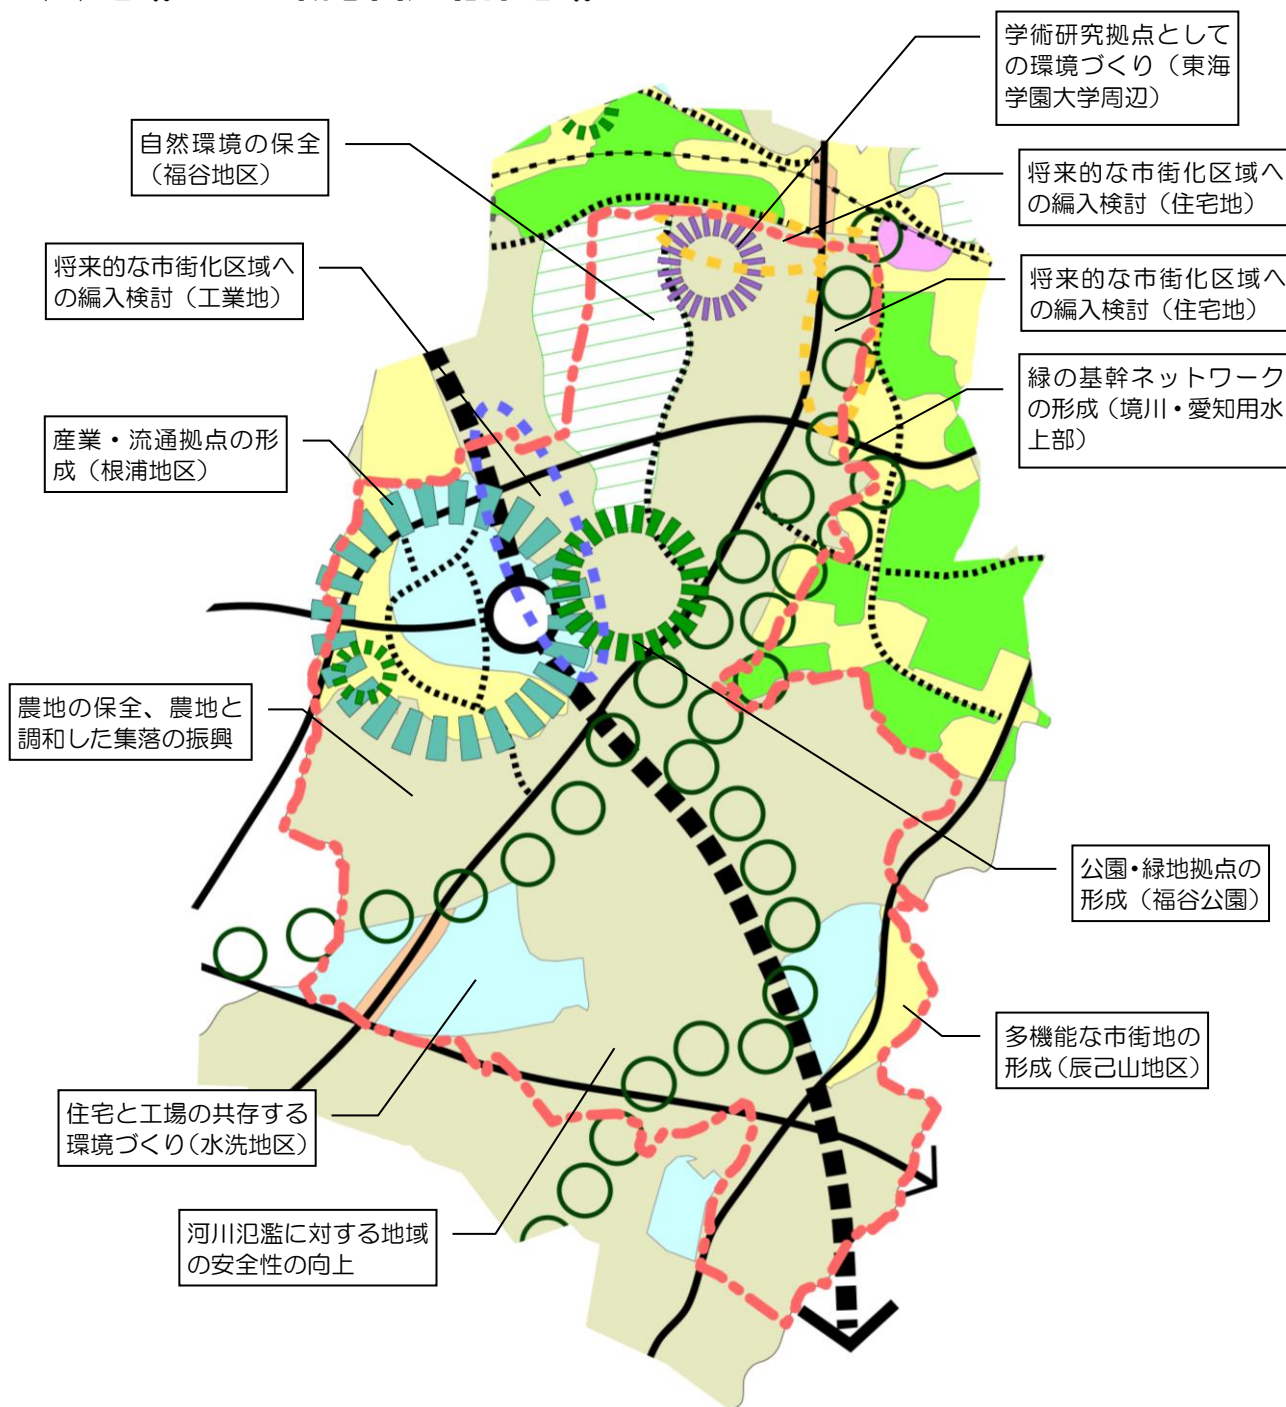 学術研究拠点として
の環境づくり（東海
学園大学周辺）
自然環境の保全
（福谷地区）
将来的な市街化区域へ
の編入検討（住宅地）
将来的な市街化区域へ
の編入検討（工業地）
将来的な市街化区域へ
の編入検討（住宅地）
緑の基幹ネットワーク
の形成（境川・愛知用水
上部）
産業・流通拠点の形
成（根浦地区）
農地の保全、農地と
調和した集落の振興
公園・緑地拠点の
形成（福谷公園）
多機能な市街地の
形成（辰己山地区）
住宅と工場の共存する
環境づくり（水洗地区）
河川氾濫に対する地域
の安全性の向上